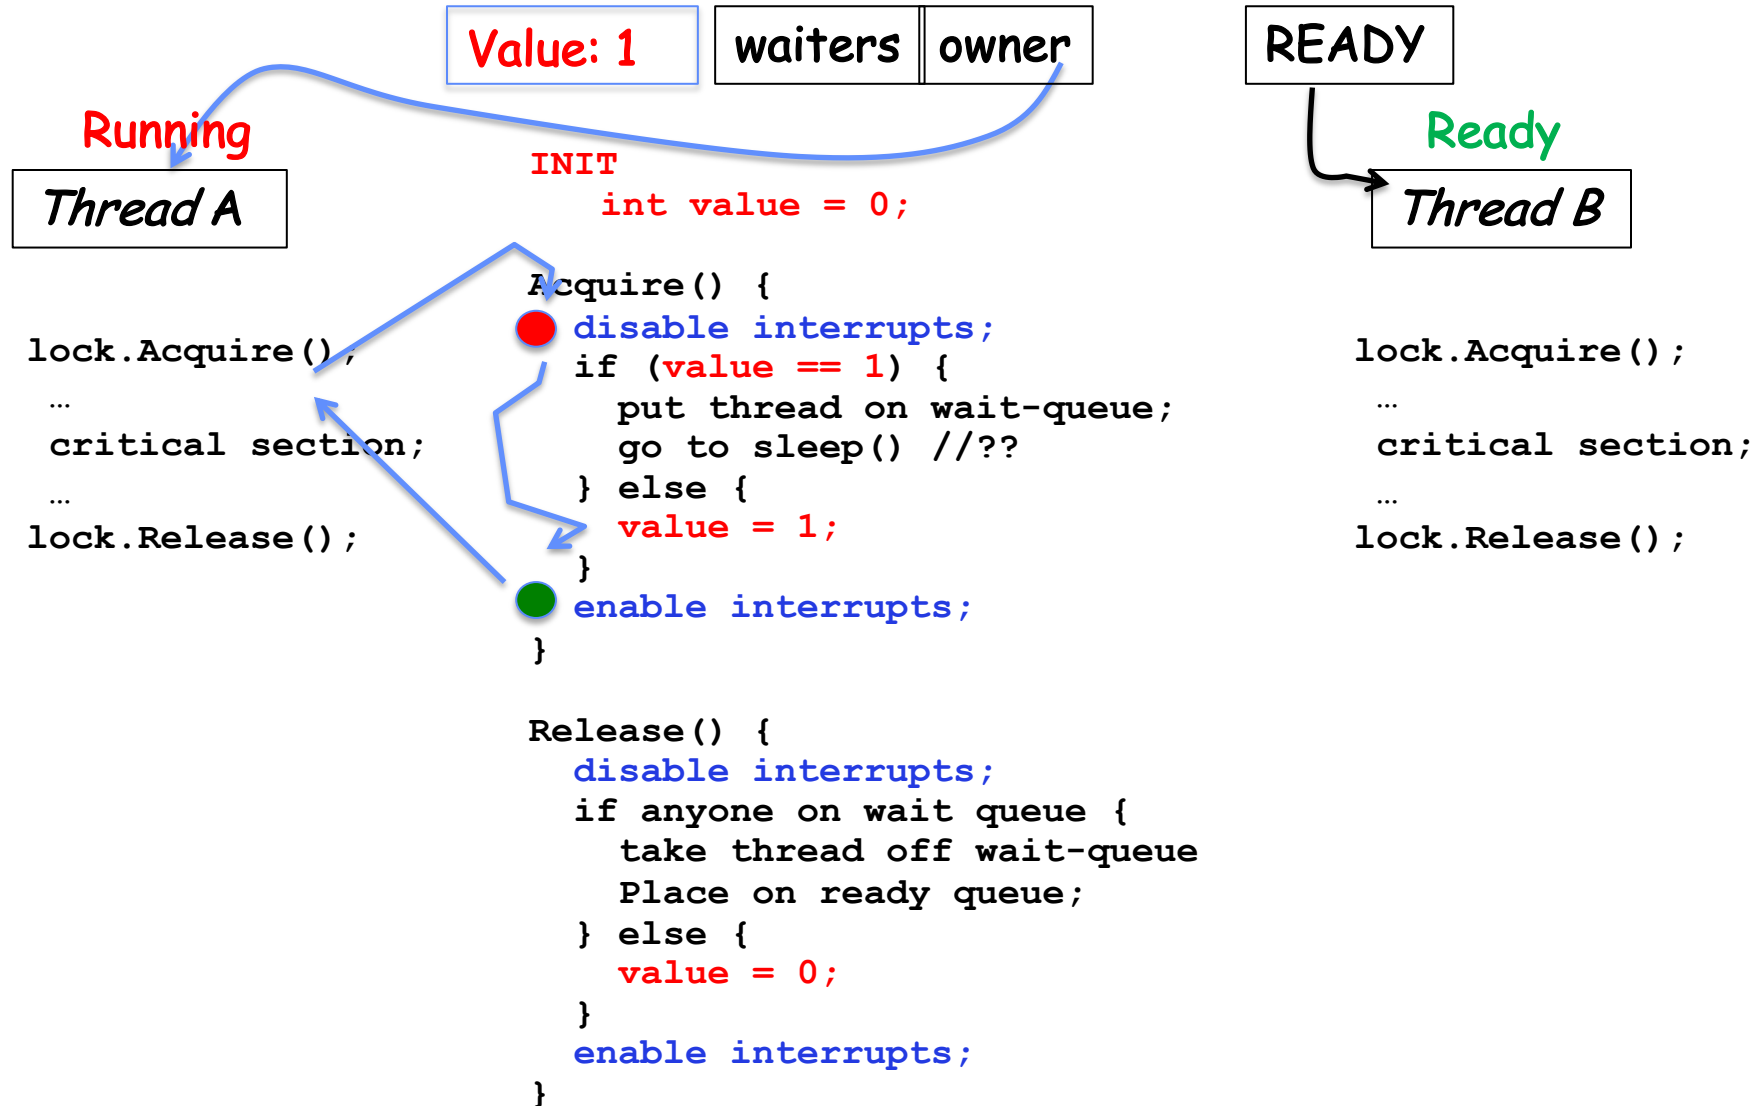 Value: 1 waiters owner READY
Running
Ready
Thread A
Thread B
INIT
int value = 0;
Acquire() {
disable interrupts;
if (value == 1) {
put thread on wait-queue;
go to sleep() //??
} else {
value = 1;
}
enable interrupts;
}
Release() {
disable interrupts;
if anyone on wait queue {
take thread off wait-queue
Place on ready queue;
} else {
value = 0;
}
enable interrupts;
}
lock.Acquire();
…
critical section;
…
lock.Release();
lock.Acquire();
…
critical section;
…
lock.Release();